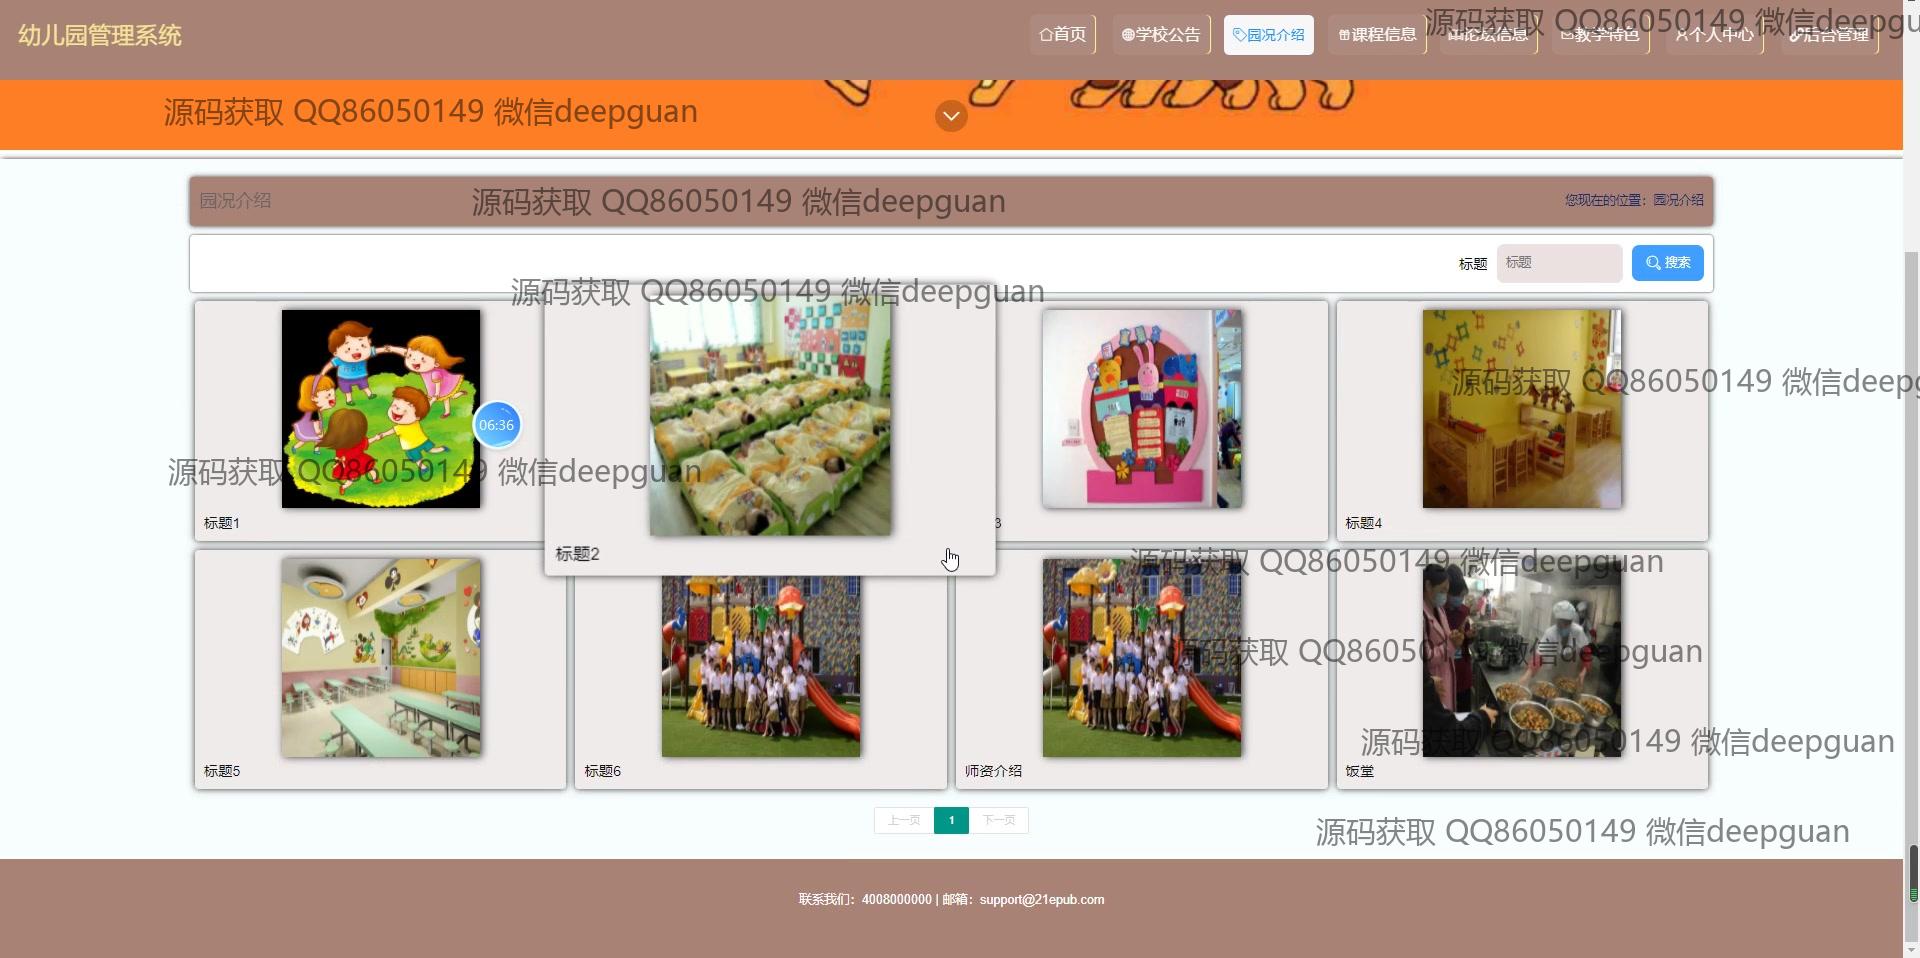 幼儿园管理系统
首页 学校公告 园况介绍 课程信息 论坛信息 教学特色 个人中心 后台管理
源码获取 QQ86050149 微信deepgu
源码获取 QQ86050149 微信deepguan
园况介绍
源码获取 QQ86050149 微信deepguan
您现在的位置：园况介绍
标题 标题 搜索
源码获取 QQ86050149 微信deepguan
06:36
源码获取 QQ86050149 微信deepg
源码获取 QQ86050149 微信deepguan
标题1
标题2
3
标题4
源码获取 QQ86050149 微信deepguan
源码获取 QQ86050149 微信deepguan
源码获取 QQ86050149 微信deepguan
标题5
标题6
师资介绍
饭堂
上一页 1 下一页
源码获取 QQ86050149 微信deepguan
联系我们：4008000000 | 邮箱：support@21epub.com